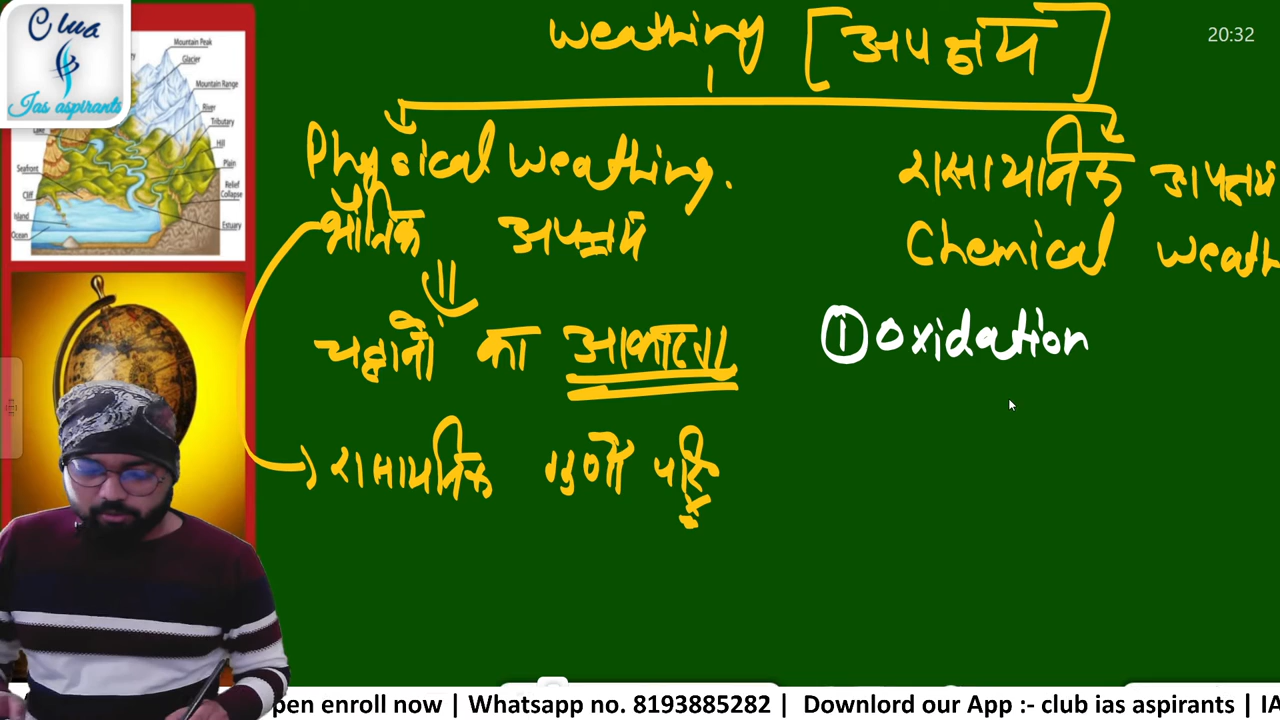 Clua
Ias aspirants
Mountain Peak
Glacier
Mountain Range
River
Tributary
Hill
Plain
Relief
Collapse
Estuary
Lake
Seafront
Cliff
Island
Ocean
20:32
weathing [अपक्षय]
Physical weathing.
भौतिक अपक्षय
चट्टानों का आकार
रासायनिक गुणों परि
रासायनिक अपक्षय
Chemical weath
① Oxidation
pen enroll now | Whatsapp no. 8193885282 | Downlord our App :- club ias aspirants | IA